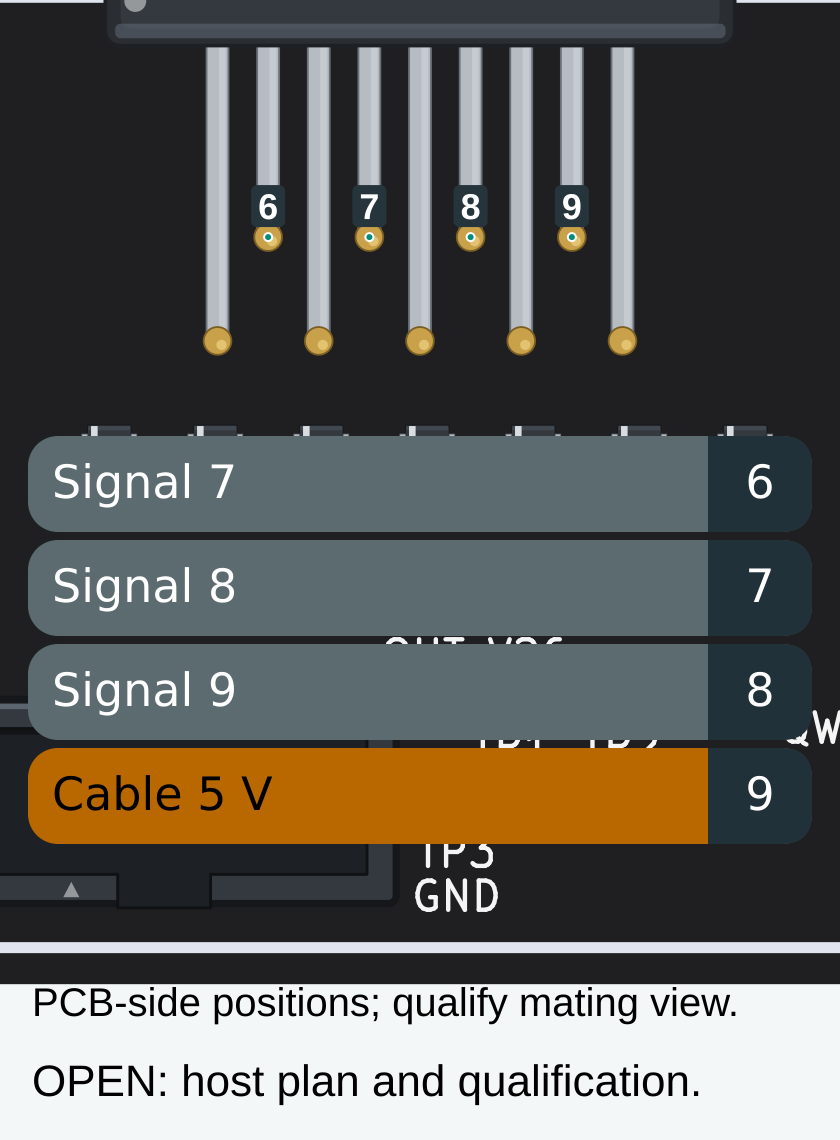 6 7 8 9
Signal 7 6
Signal 8 7
Signal 9 8
Cable 5 V 9
TP3
GND
PCB-side positions; qualify mating view.
OPEN: host plan and qualification.